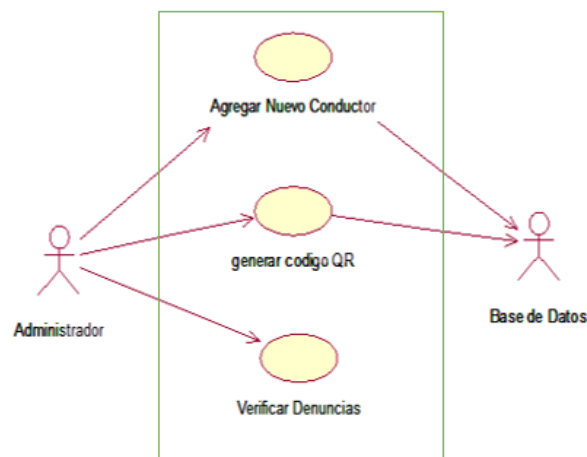 Agregar Nuevo Conductor
generar codigo QR
Administrador
Base de Datos
Verificar Denuncias